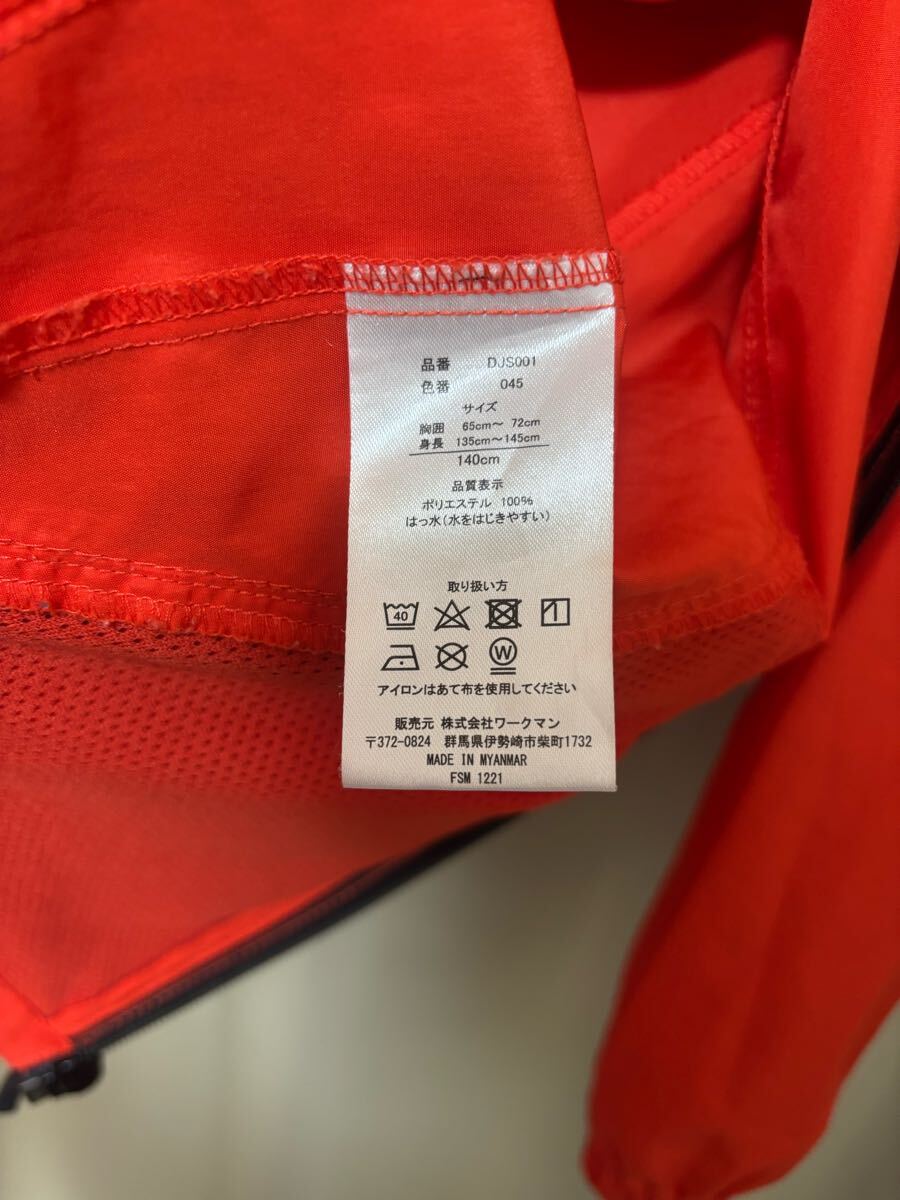 品番 DJS001
色番 045
サイズ
胸囲 65cm～ 72cm
身長 135cm～145cm
140cm
品質表示
ポリエステル 100%
はっ水(水をはじきやすい)
取り扱い方
40
1
W
アイロンはあて布を使用してください
販売元 株式会社ワークマン
〒372-0824 群馬県伊勢崎市柴町1732
MADE IN MYANMAR
FSM 1221